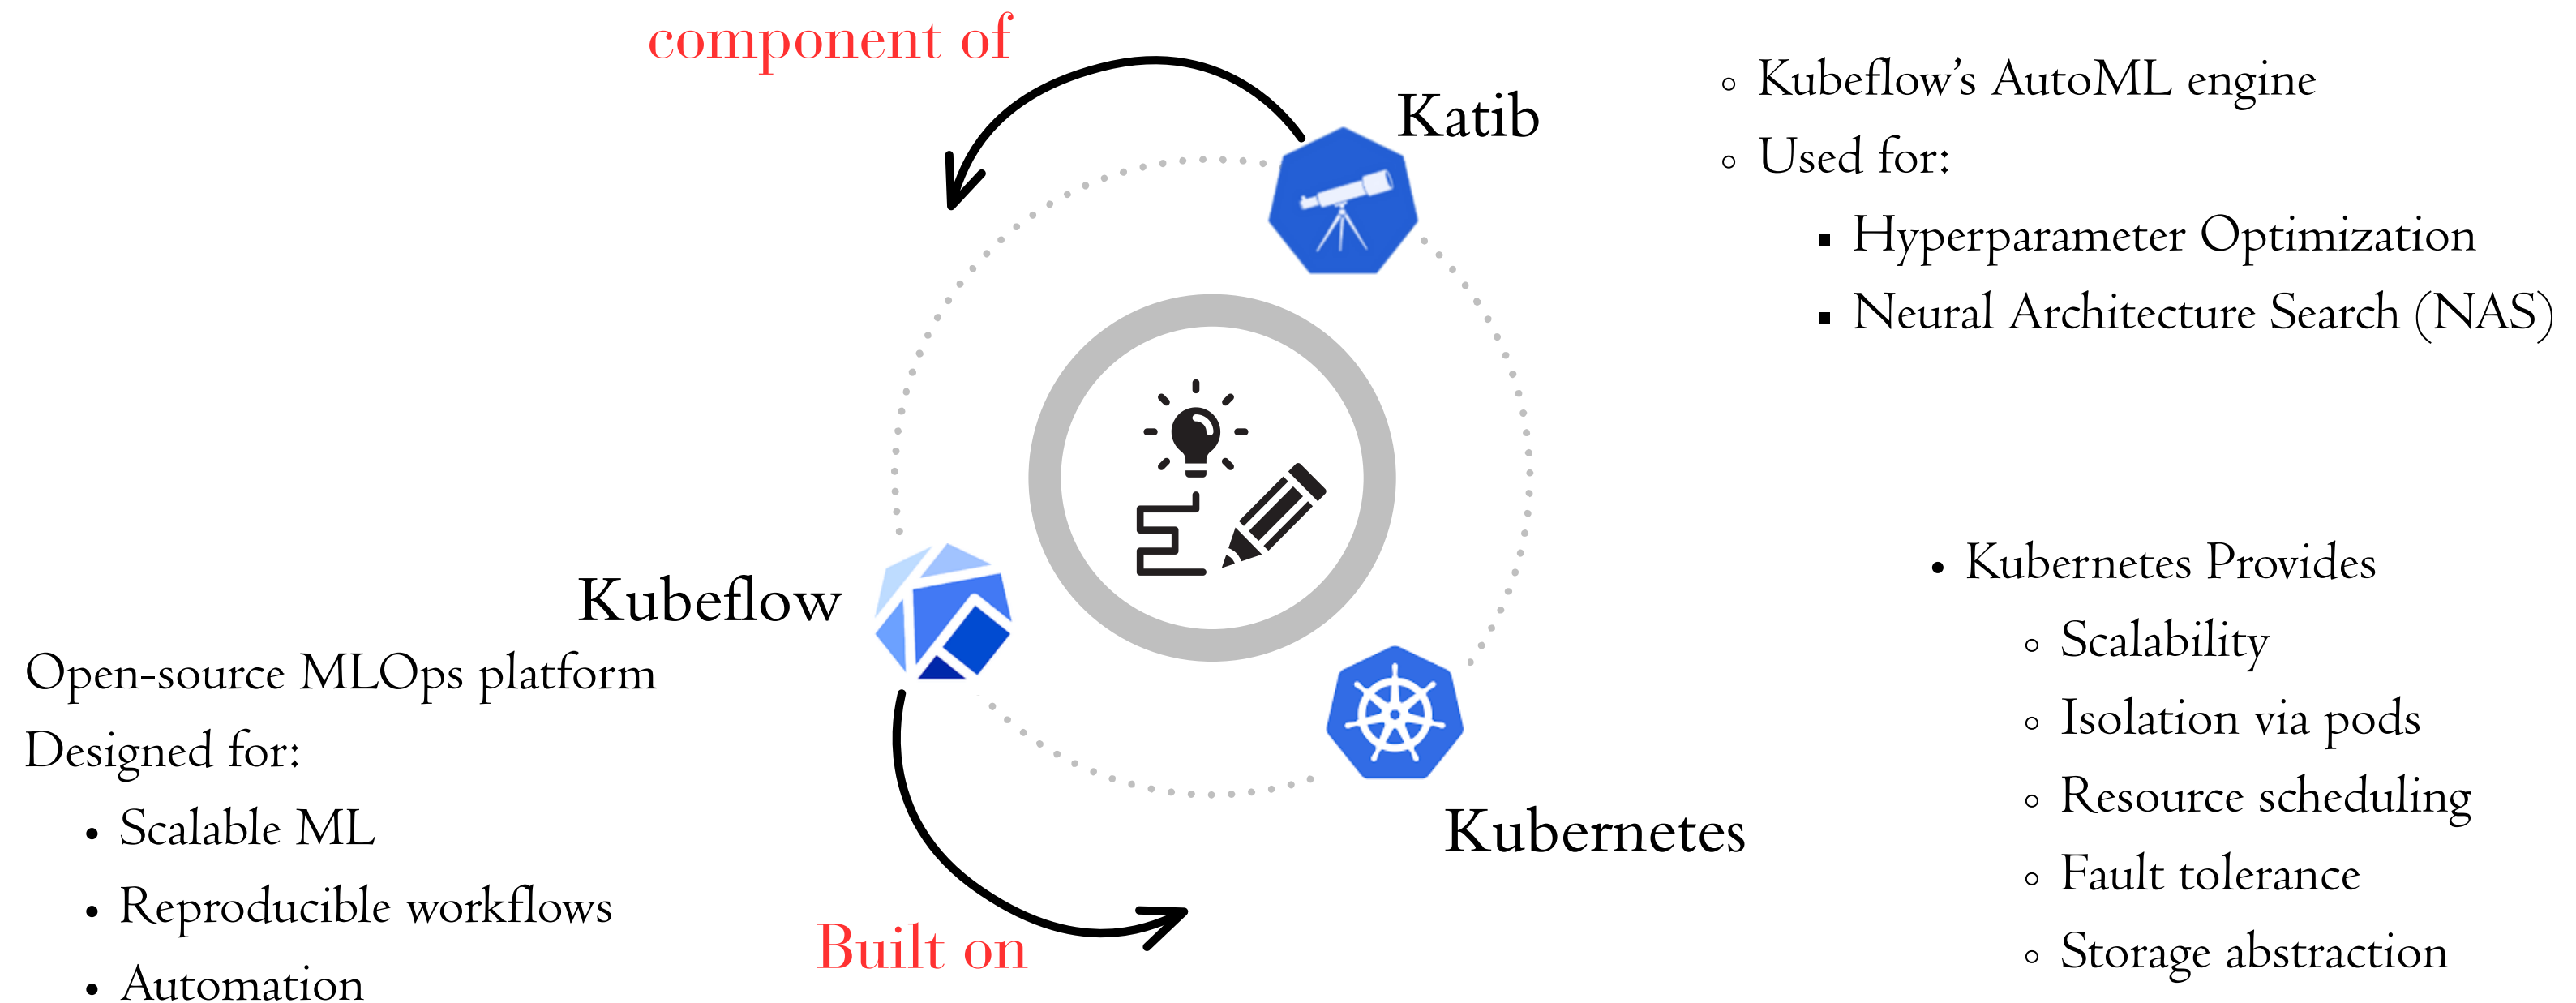 component of
Katib
Kubeflow’s AutoML engine
Used for:
Hyperparameter Optimization
Neural Architecture Search (NAS)
Kubeflow
Open-source MLOps platform
Designed for:
Scalable ML
Reproducible workflows
Automation
Built on
Kubernetes
Kubernetes Provides
Scalability
Isolation via pods
Resource scheduling
Fault tolerance
Storage abstraction